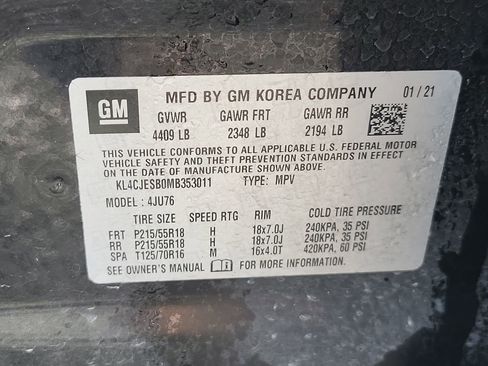 GM
MFD BY GM KOREA COMPANY 01/21
GVWR GAWR FRT GAWR RR
4409 LB 2348 LB 2194 LB
THIS VEHICLE CONFORMS TO ALL APPLICABLE U.S. FEDERAL MOTOR
VEHICLE SAFETY AND THEFT PREVENTION STANDARDS IN EFFECT ON THE
DATE OF MANUFACTURE SHOWN ABOVE.
KL4CJESB0MB353011 TYPE: MPV
MODEL : 4JU76
TIRE SIZE SPEED RTG RIM COLD TIRE PRESSURE
FRT P215/55R18 H 18x7.0J 240KPA, 35 PSI
RR P215/55R18 H 18x7.0J 240KPA, 35 PSI
SPA T125/70R16 M 16x4.0T 420KPA, 60 PSI
SEE OWNER'S MANUAL FOR MORE INFORMATION.